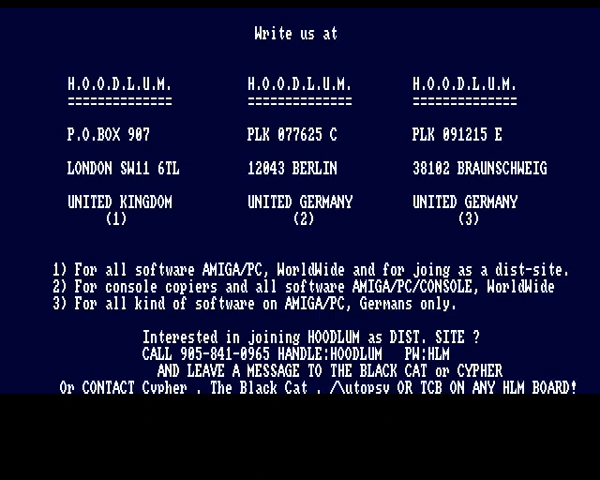 Write us at
H.O.O.D.L.U.M. H.O.O.D.L.U.M. H.O.O.D.L.U.M.
============== ============== ==============
P.O.BOX 907 PLK 077625 C PLK 091215 E
LONDON SW11 6TL 12043 BERLIN 38102 BRAUNSCHWEIG
UNITED KINGDOM UNITED GERMANY UNITED GERMANY
(1) (2) (3)
1) For all software AMIGA/PC, WorldWide and for joing as a dist-site.
2) For console copiers and all software AMIGA/PC/CONSOLE, WorldWide
3) For all kind of software on AMIGA/PC, Germans only.
Interested in joining HOODLUM as DIST. SITE ?
CALL 905-841-0965 HANDLE:HOODLUM PW:HLM
AND LEAVE A MESSAGE TO THE BLACK CAT or CYPHER
Or CONTACT Cypher . The Black Cat . /\utopsy OR TCB ON ANY HLM BOARD!